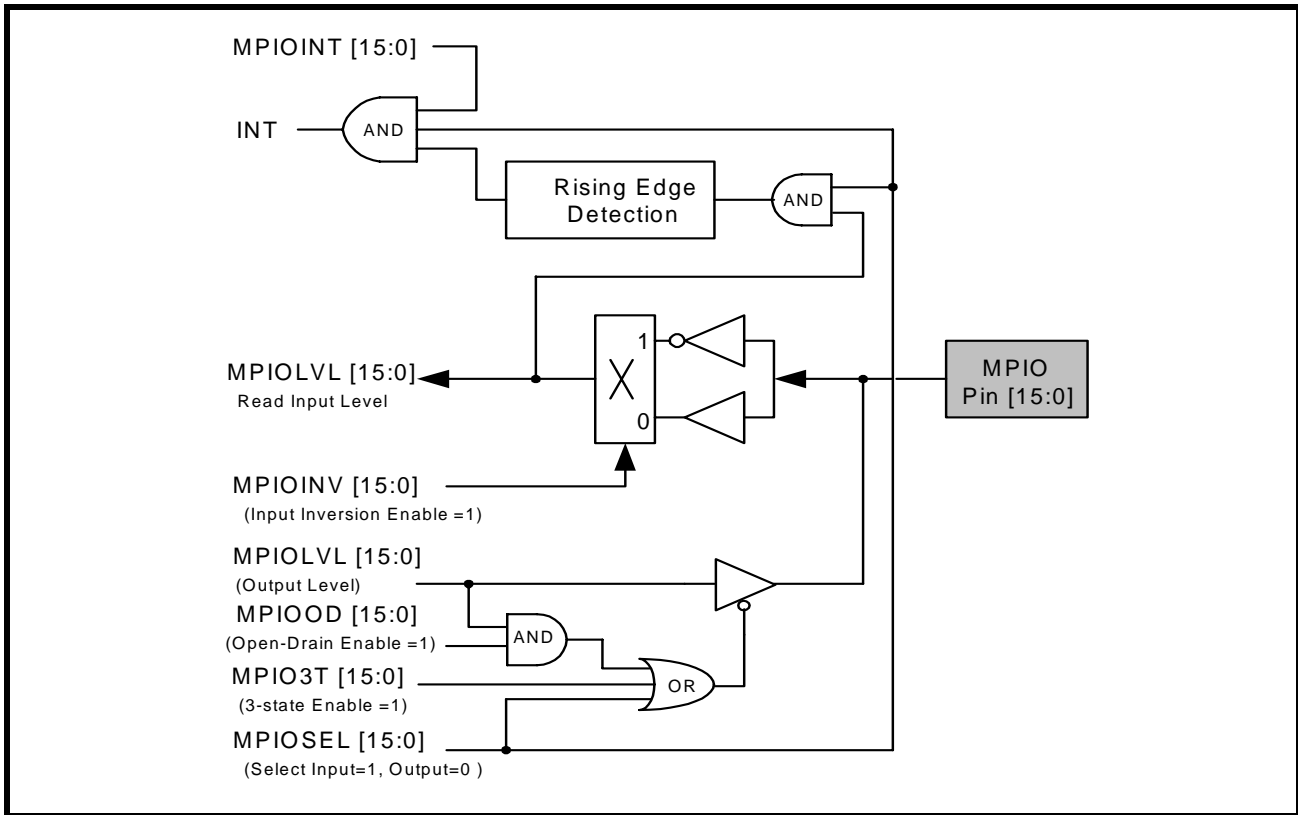 MPIOINT [15:0]
INT
AND
Rising Edge
Detection
AND
1
MPIOLVL [15:0]
Read Input Level
X
0
MPIO
Pin [15:0]
MPIOINV [15:0]
(Input Inversion Enable =1)
MPIOLVL [15:0]
(Output Level)
MPIOOD [15:0]
(Open-Drain Enable =1)
AND
MPIO3T [15:0]
(3-state Enable =1)
OR
MPIOSEL [15:0]
(Select Input=1, Output=0 )